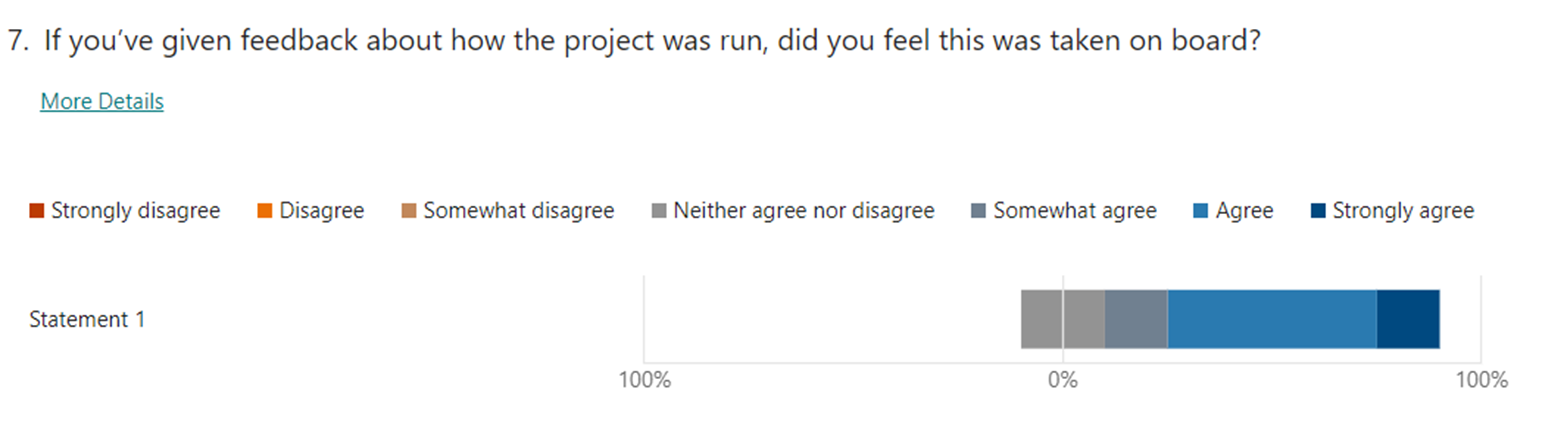 7. If you’ve given feedback about how the project was run, did you feel this was taken on board?
More Details
Strongly disagree Disagree Somewhat disagree Neither agree nor disagree Somewhat agree Agree Strongly agree
Statement 1
100% 0% 100%